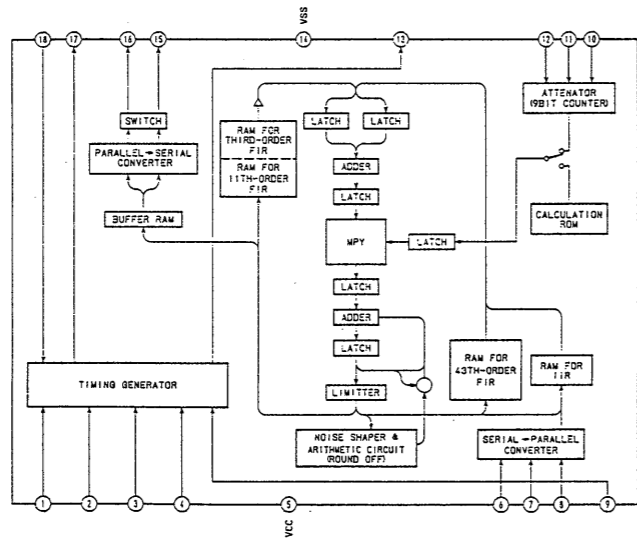 VSS
18
17
16
15
14
13
12
11
10
SWITCH
PARALLEL→SERIAL
CONVERTER
BUFFER RAM
RAM FOR
THIRD-ORDER
FIR
RAM FOR
11TH-ORDER
FIR
LATCH
LATCH
ADDER
LATCH
MPY
LATCH
LATCH
ADDER
LATCH
LIMITTER
NOISE SHAPER &
ARITHMETIC CIRCUIT
(ROUND OFF)
ATTENATOR
(9BIT COUNTER)
CALCULATION
ROM
RAM FOR
43TH-ORDER
FIR
RAM FOR
IIR
SERIAL→PARALLEL
CONVERTER
TIMING GENERATOR
1
2
3
4
5
6
7
8
9
VCC